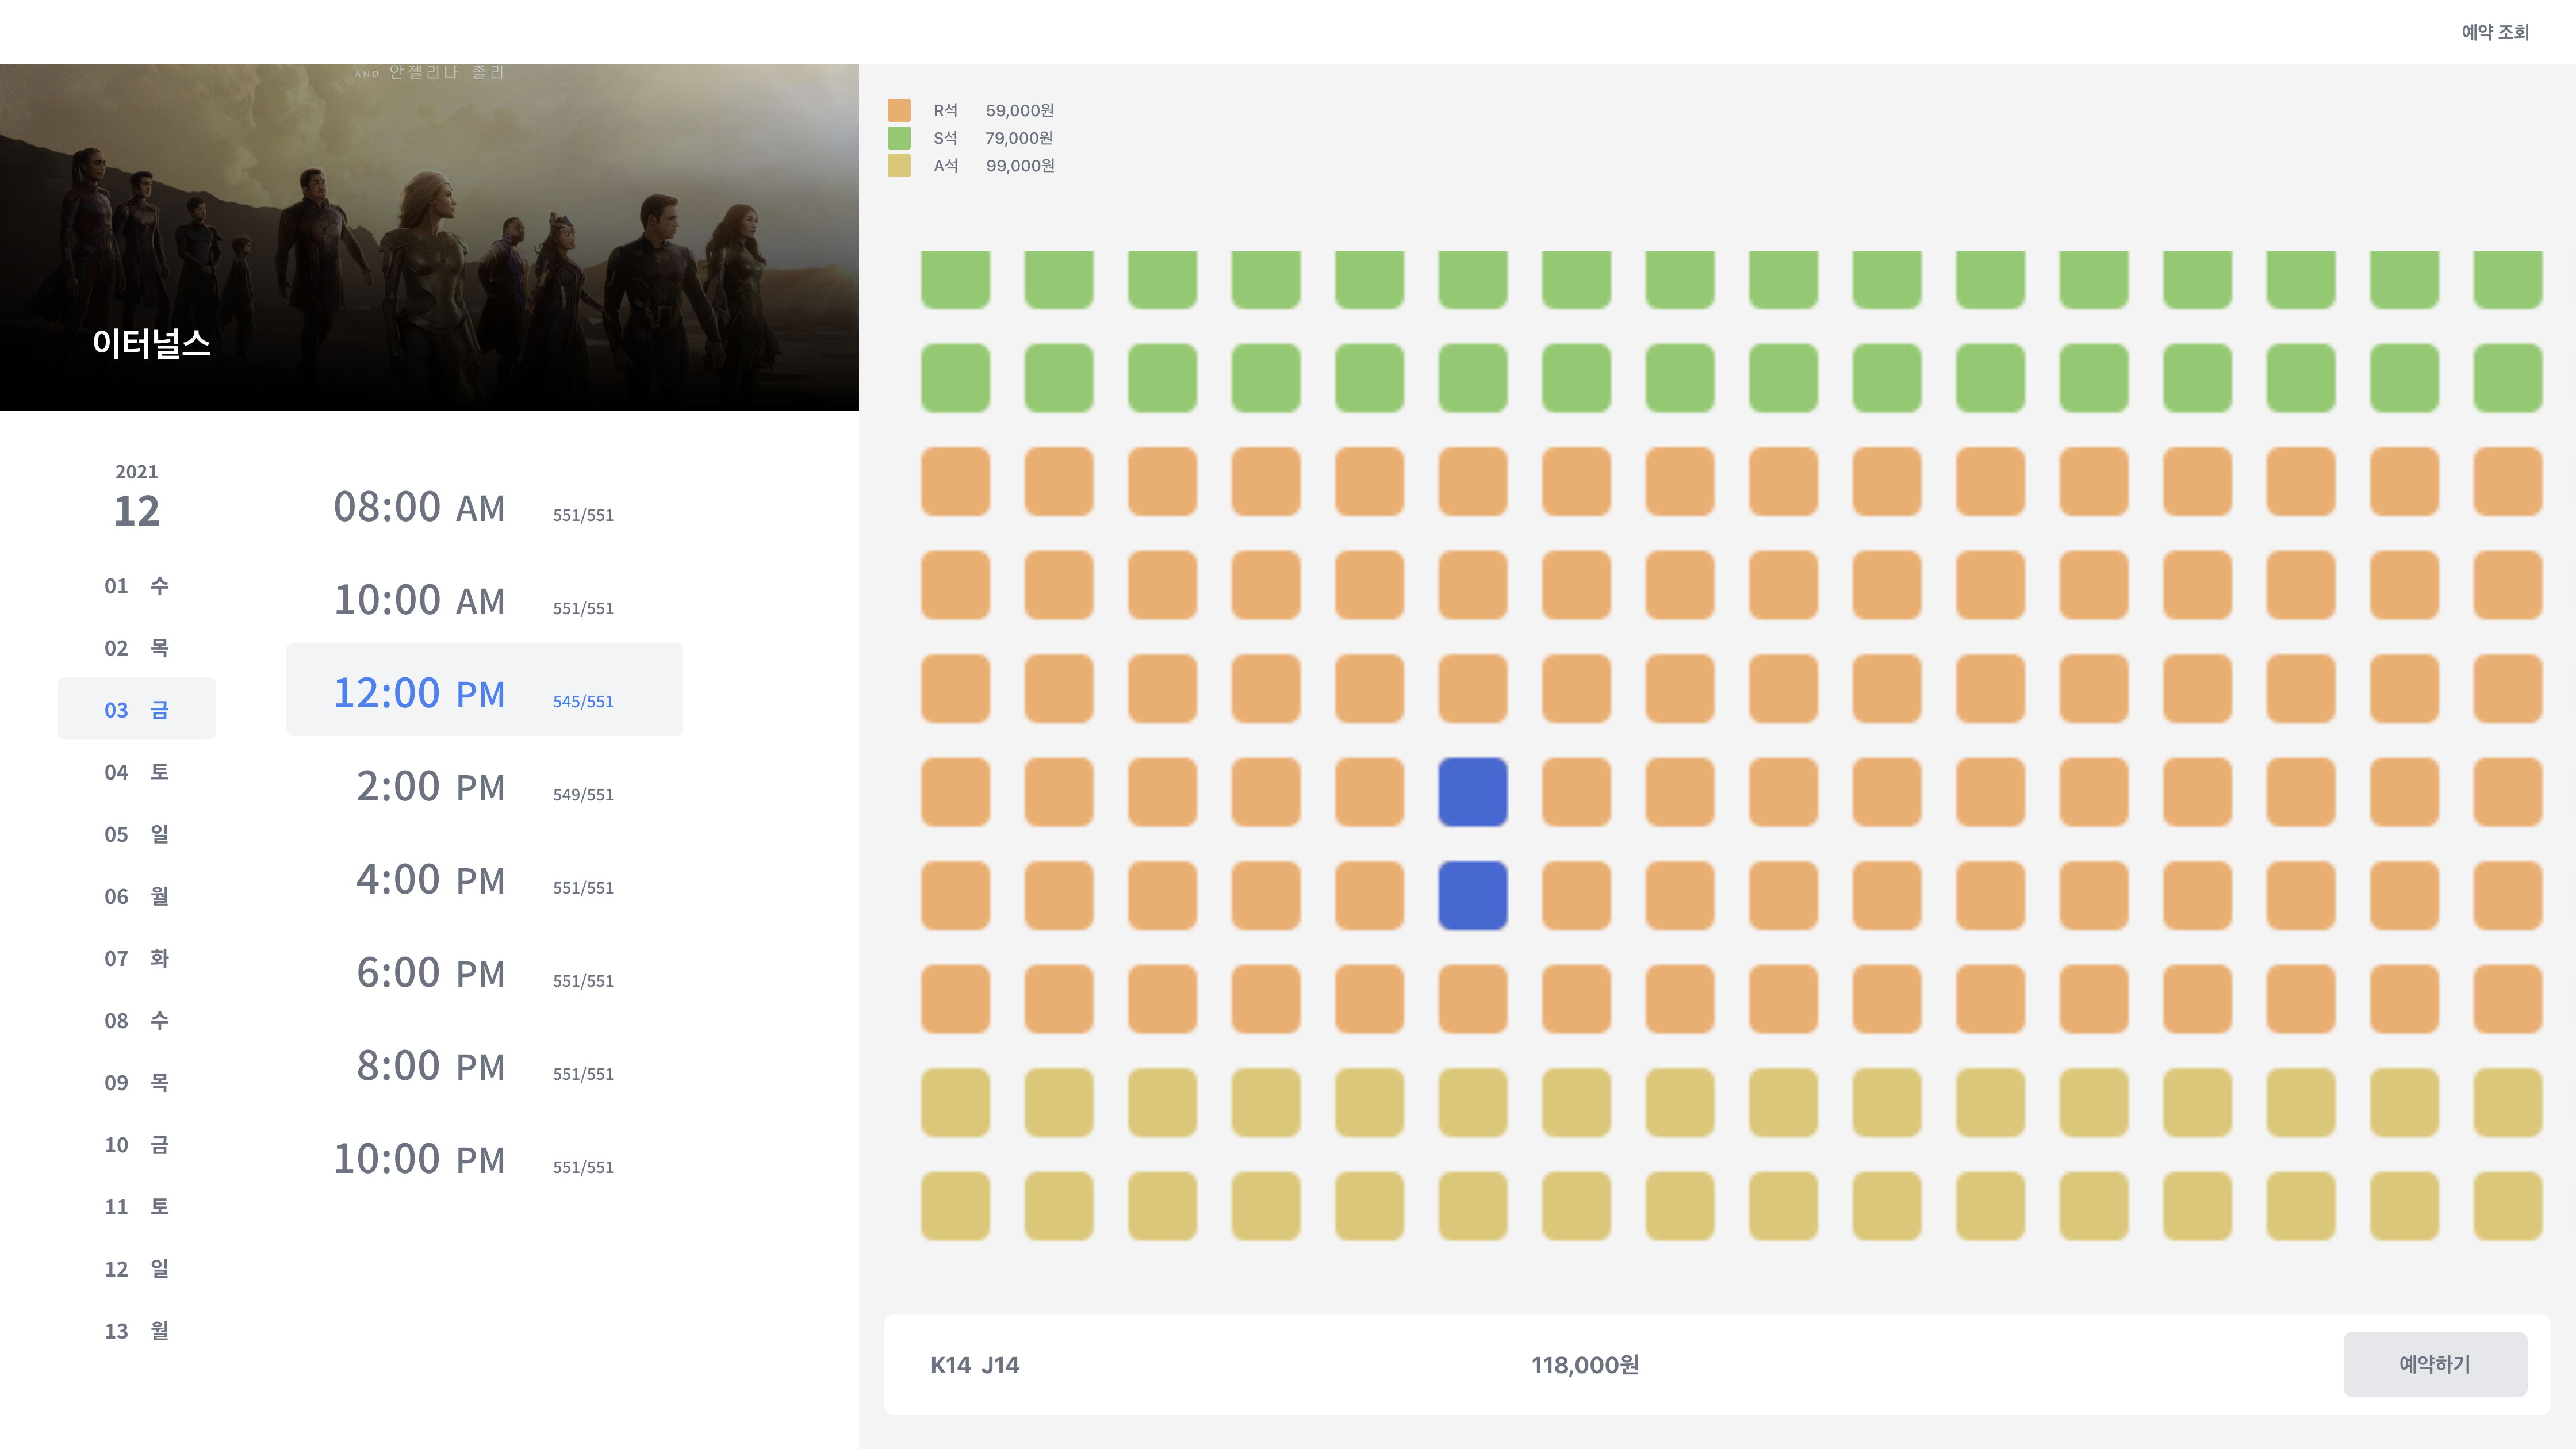 예약 조회
AND 안젤리나 졸리
이터널스
2021
12
01 수
02 목
03 금
04 토
05 일
06 월
07 화
08 수
09 목
10 금
11 토
12 일
13 월
08:00 AM 551/551
10:00 AM 551/551
12:00 PM 545/551
2:00 PM 549/551
4:00 PM 551/551
6:00 PM 551/551
8:00 PM 551/551
10:00 PM 551/551
R석 59,000원
S석 79,000원
A석 99,000원
K14 J14
118,000원
예약하기